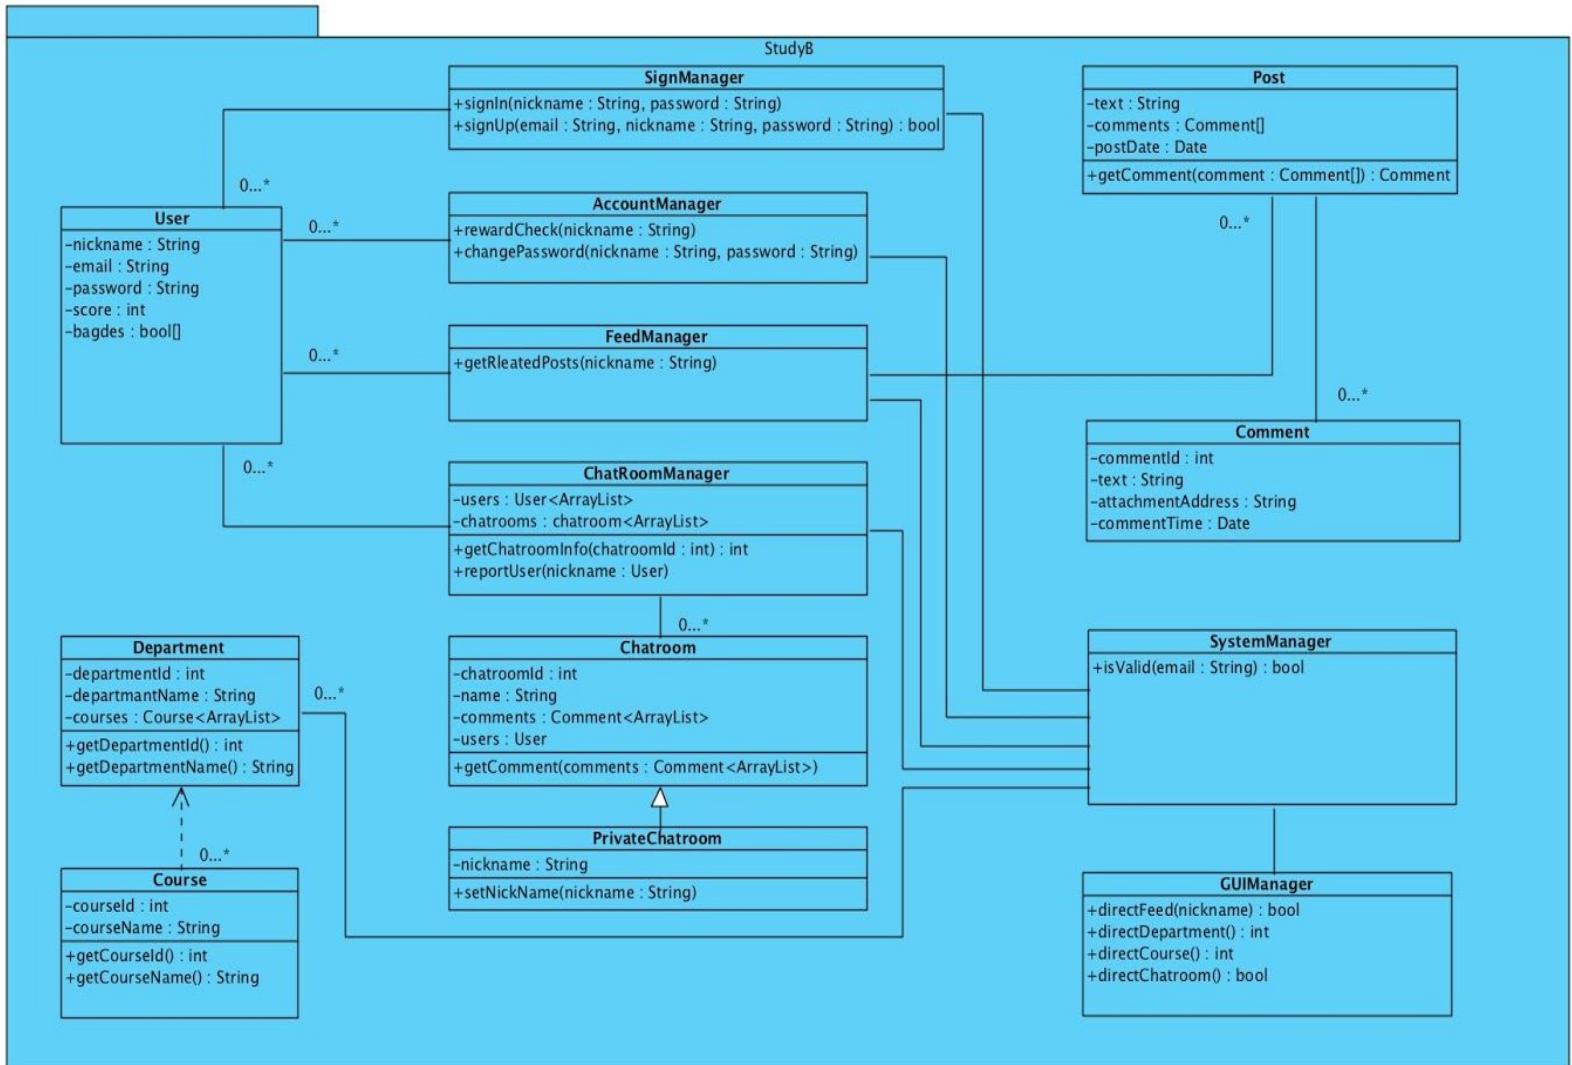 StudyB
SignManager
+signIn(nickname : String, password : String)
+signUp(email : String, nickname : String, password : String) : bool
Post
-text : String
-comments : Comment[]
-postDate : Date
+getComment(comment : Comment[]) : Comment
0...*
0...*
User
-nickname : String
-email : String
-password : String
-score : int
-bagdes : bool[]
0...*
AccountManager
+rewardCheck(nickname : String)
+changePassword(nickname : String, password : String)
0...*
FeedManager
+getRleatedPosts(nickname : String)
0...*
Comment
-commentId : int
-text : String
-attachmentAddress : String
-commentTime : Date
0...*
ChatRoomManager
-users : User<ArrayList>
-chatrooms : chatroom<ArrayList>
+getChatroomInfo(chatroomId : int) : int
+reportUser(nickname : User)
0...*
Department
-departmentId : int
-departmantName : String
-courses : Course<ArrayList>
+getDepartmentId() : int
+getDepartmentName() : String
0...*
Chatroom
-chatroomId : int
-name : String
-comments : Comment<ArrayList>
-users : User
+getComment(comments : Comment<ArrayList>)
SystemManager
+isValid(email : String) : bool
0...*
Course
-courseId : int
-courseName : String
+getCourseId() : int
+getCourseName() : String
PrivateChatroom
-nickname : String
+setNickName(nickname : String)
GUIManager
+directFeed(nickname) : bool
+directDepartment() : int
+directCourse() : int
+directChatroom() : bool